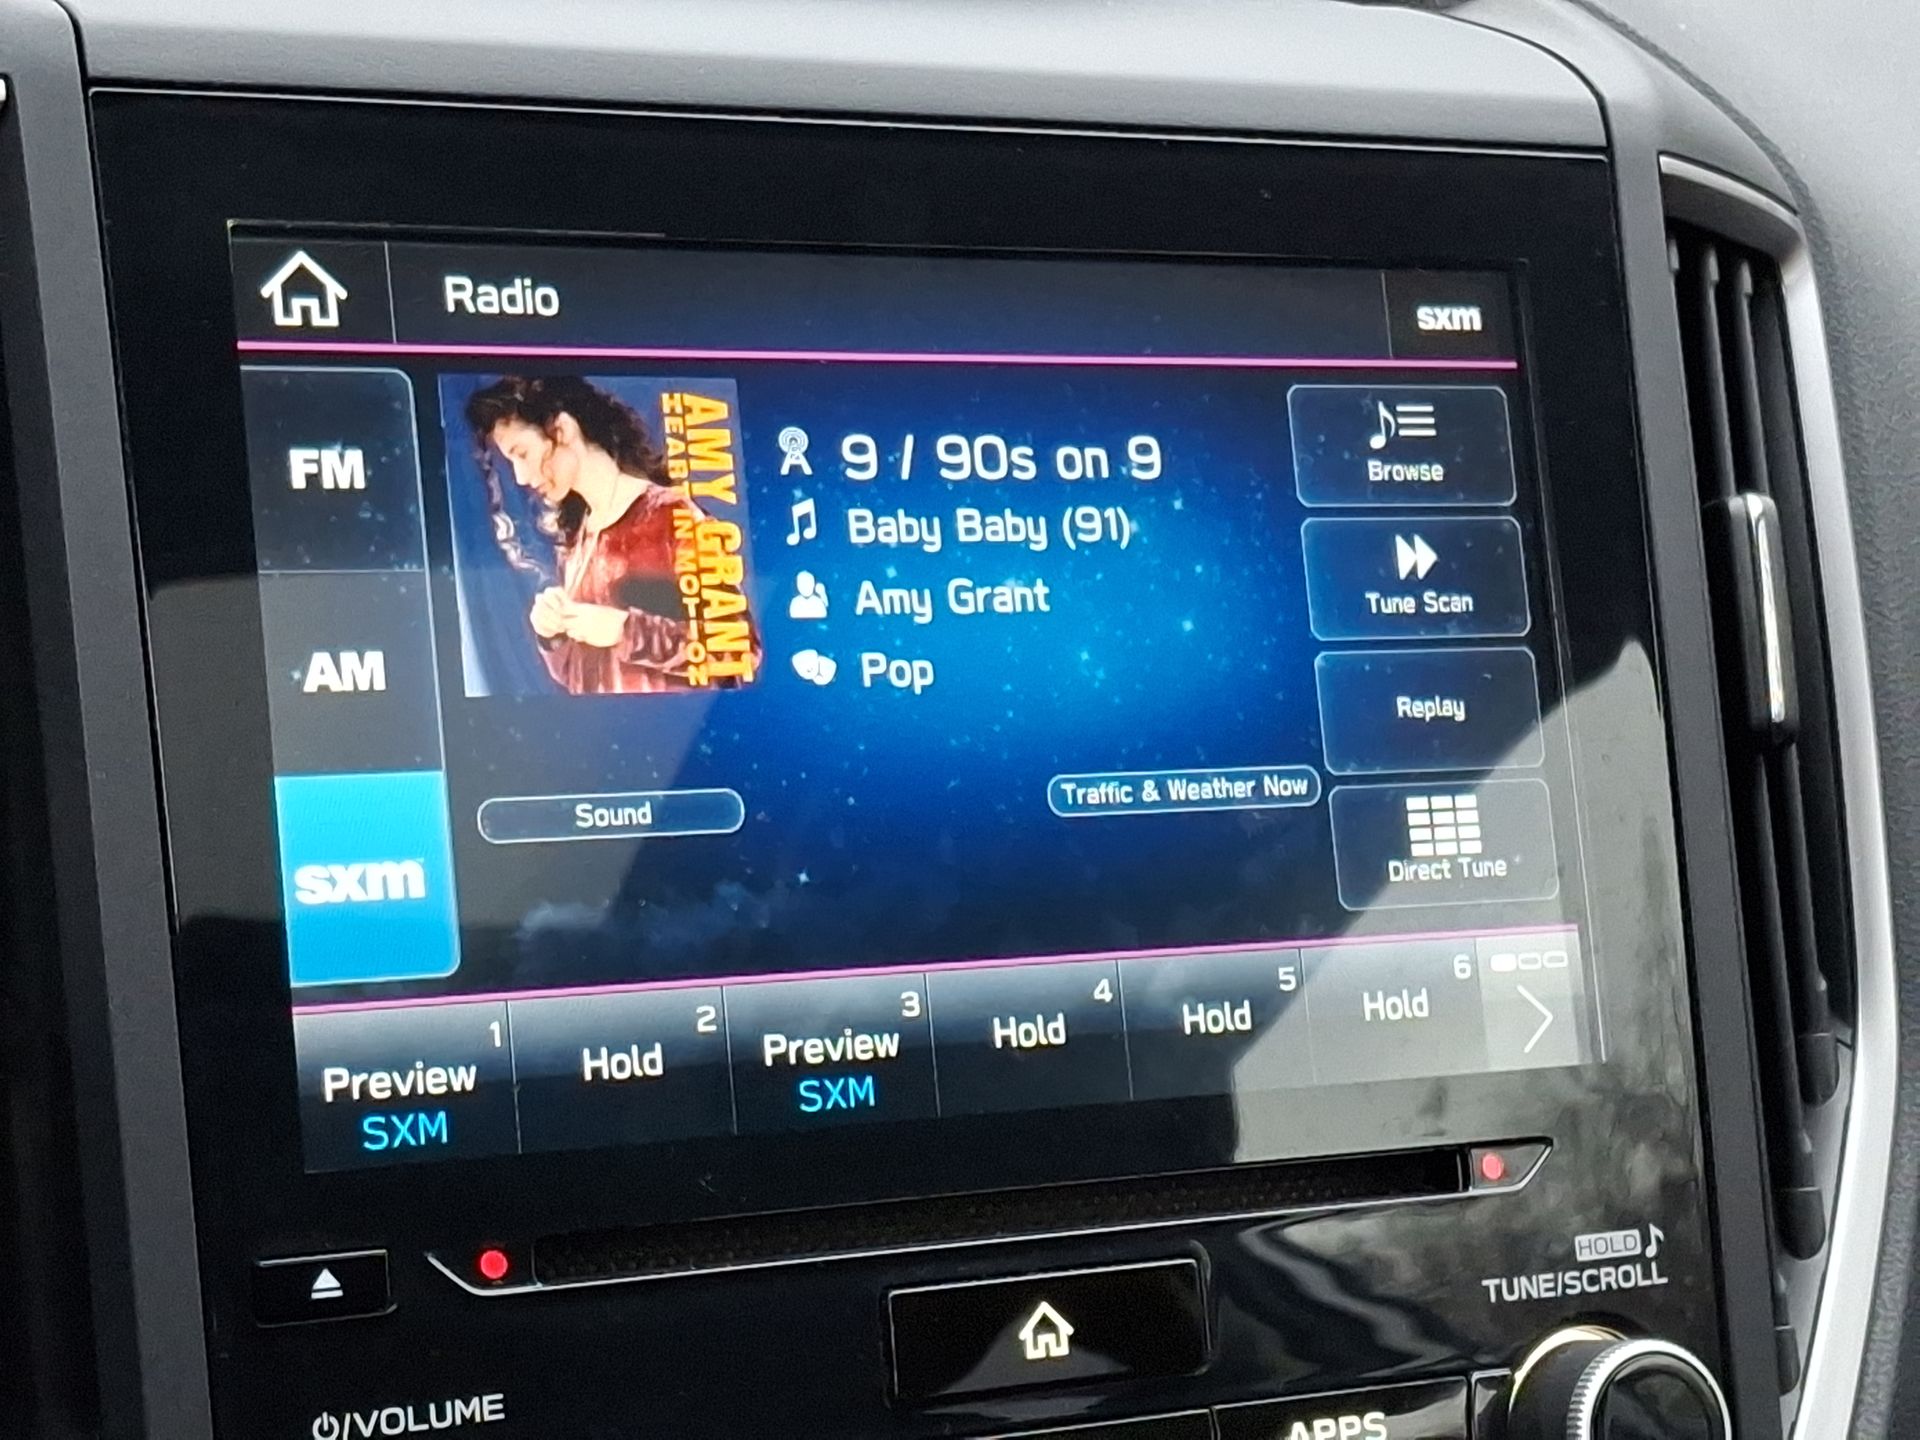 Radio
sxm
FM
AM
sxm
AMY GRANT
HEART IN MOTION
9 / 90s on 9
Baby Baby (91)
Amy Grant
Pop
Browse
Tune Scan
Replay
Direct Tune
Sound
Traffic & Weather Now
1
Preview
SXM
2
Hold
3
Preview
SXM
4
Hold
5
Hold
6
Hold
HOLD
TUNE/SCROLL
/VOLUME
APPS